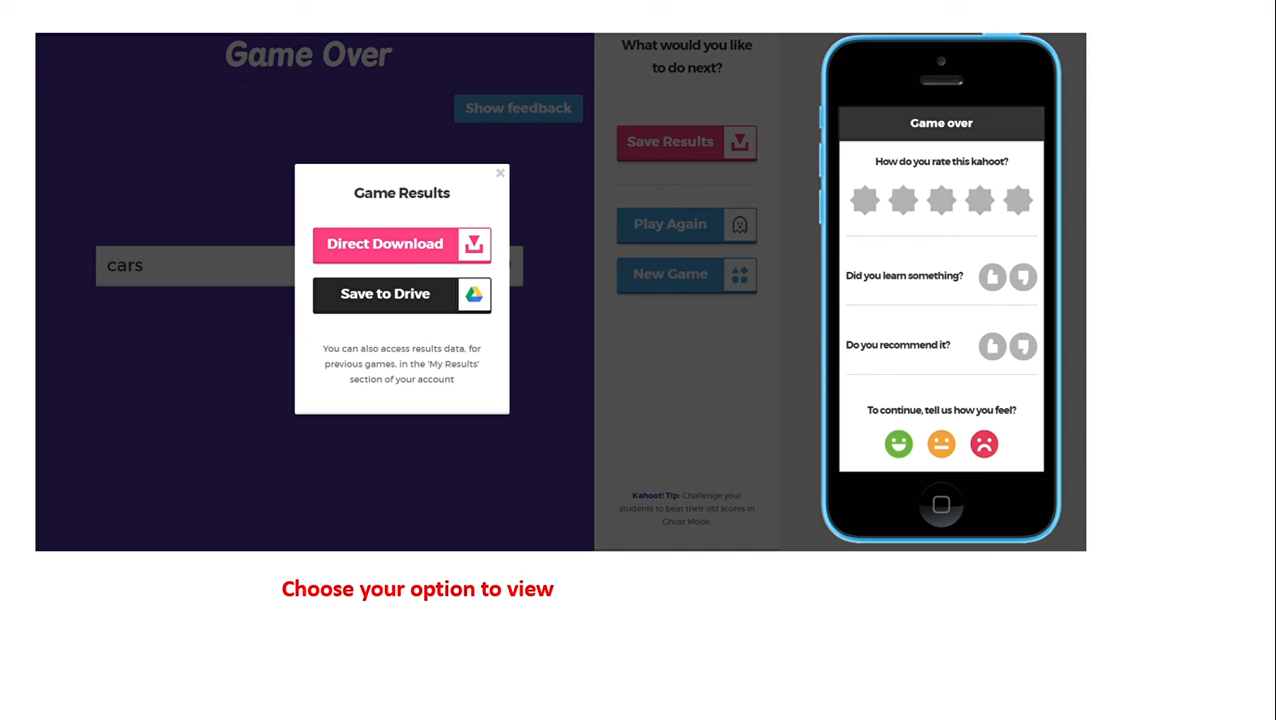 Game Over
Show feedback
cars
Game Results
Direct Download
Save to Drive
You can also access results data, for
previous games, in the 'My Results'
section of your account
What would you like
to do next?
Save Results
Play Again
New Game
Kahoot! Tip: Challenge your
students to beat their old scores in
Ghost Mode.
Game over
How do you rate this kahoot?
Did you learn something?
Do you recommend it?
To continue, tell us how you feel?
Choose your option to view